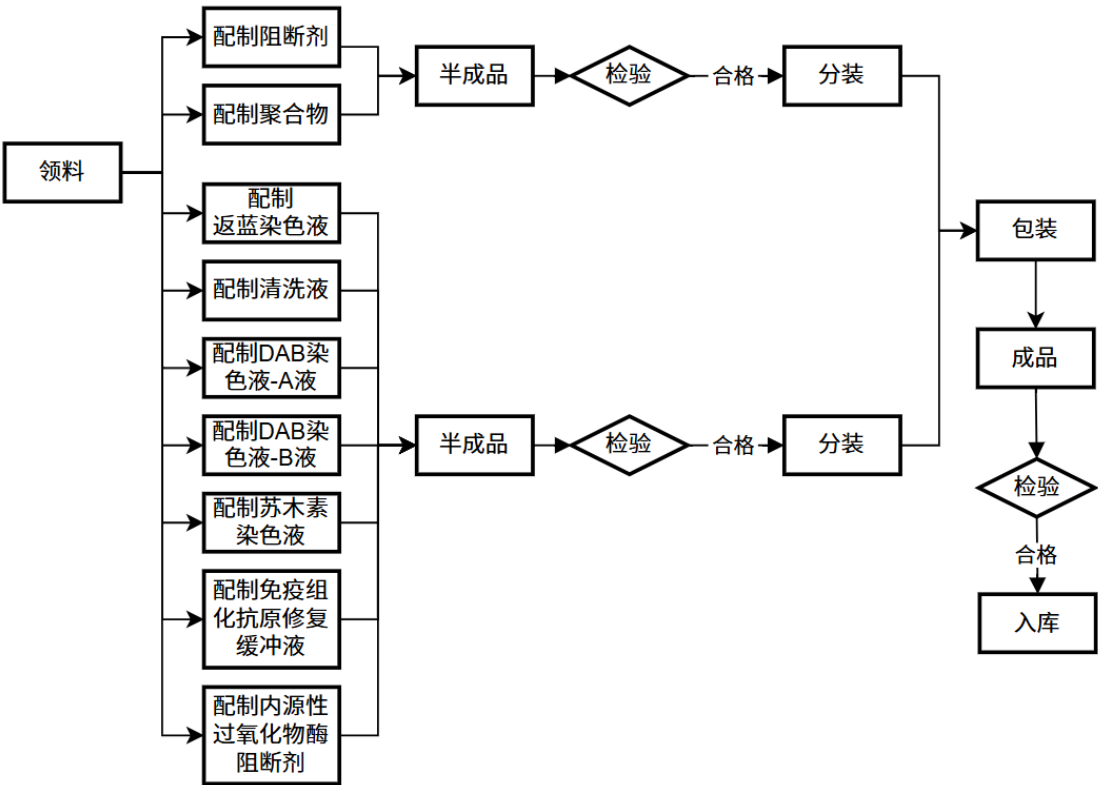 领料
配制阻断剂
配制聚合物
配制
返蓝染色液
配制清洗液
配制DAB染
色液-A液
配制DAB染
色液-B液
配制苏木素
染色液
配制免疫组
化抗原修复
缓冲液
配制内源性
过氧化物酶
阻断剂
半成品
检验
合格
分装
半成品
检验
合格
分装
包装
成品
检验
合格
入库